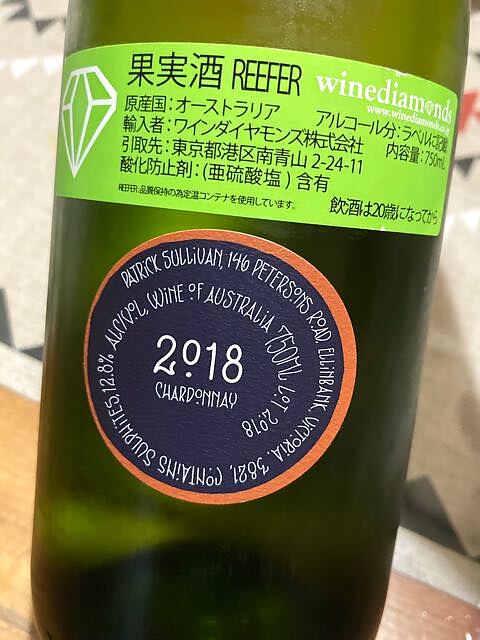 果実酒 REEFER
winediamonds
www.winediamonds.co.jp
原産国：オーストラリア
アルコール分：ラベルに記載
輸入者：ワインダイヤモンズ株式会社
内容量：750mL
引取先：東京都港区南青山 2-24-11
酸化防止剤：(亜硫酸塩)含有
REEFER：品質保持の為定温コンテナを使用しています。
飲酒は20歳になってから
PATRICK SULLIVAN, 146 PETERSONS ROAD, ELLINBANK, VICTORIA, 3821, CONTAINS SULPHITES
12.8% ALC/VOL, WINE OF AUSTRALIA 750ML LOT 2018
2018
CHARDONNAY